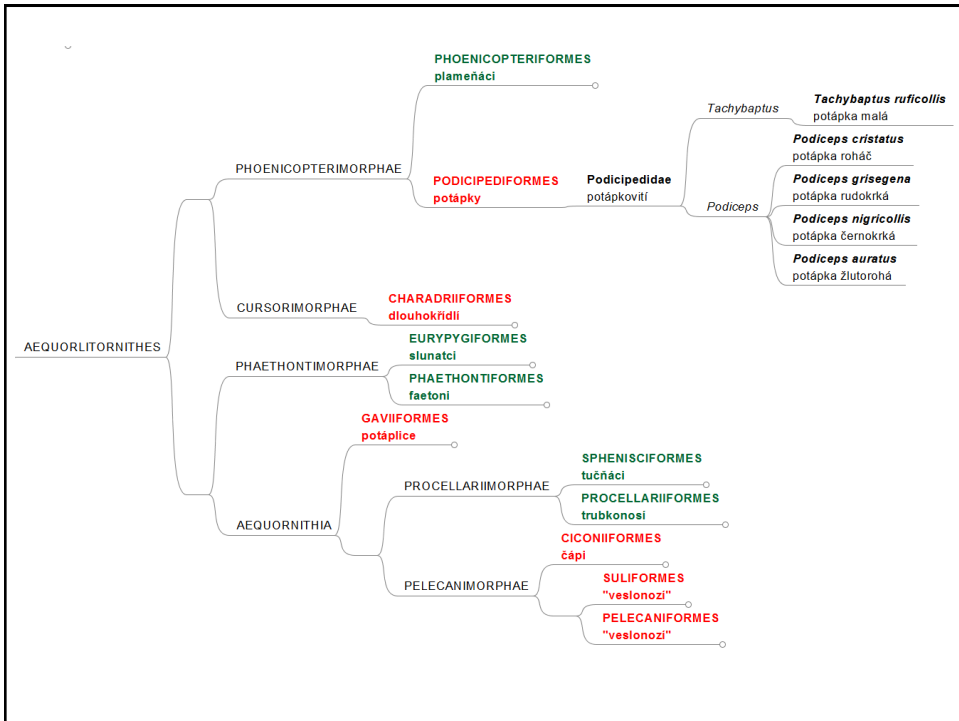 PHOENICOPTERIFORMES
plameňáci
Tachybaptus
Tachybaptus ruficollis
potápka malá
PHOENICOPTERIMORPHAE
PODICIPEDIFORMES
potápky
Podicipedidae
potápkovití
Podiceps
Podiceps cristatus
potápka roháč
Podiceps grisegena
potápka rudokrká
Podiceps nigricollis
potápka černokrká
Podiceps auratus
potápka žlutorohá
CURSORIMORPHAE
CHARADRIIFORMES
dlouhokřídlí
AEQUORLITORNITHES
PHAETHONTIMORPHAE
EURYPYGIFORMES
slunatci
PHAETHONTIFORMES
faetoni
GAVIIFORMES
potáplice
AEQUORNITHIA
PROCELLARIIMORPHAE
SPHENISCIFORMES
tučňáci
PROCELLARIIFORMES
trubkonosí
PELECANIMORPHAE
CICONIIFORMES
čápi
SULIFORMES
"veslonozí"
PELECANIFORMES
"veslonozí"